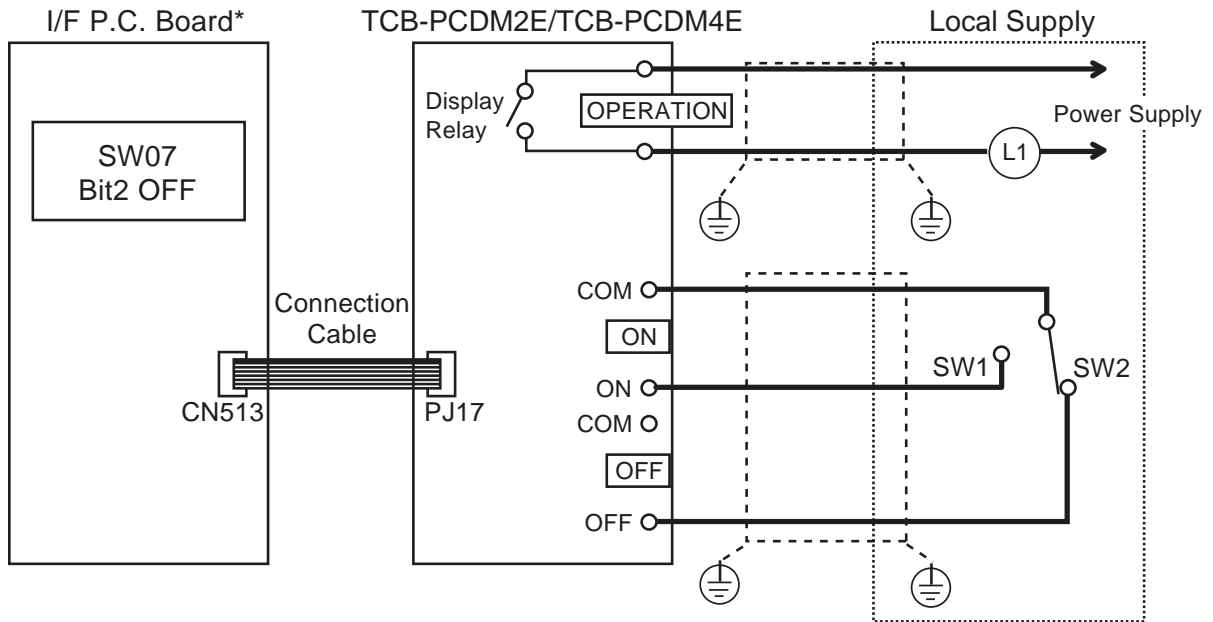 I/F P.C. Board*
TCB-PCDM2E/TCB-PCDM4E
Local Supply
SW07
Bit2 OFF
Display
Relay
OPERATION
Power Supply
L1
Connection
Cable
CN513
PJ17
COM
ON
ON
COM
OFF
OFF
SW1
SW2